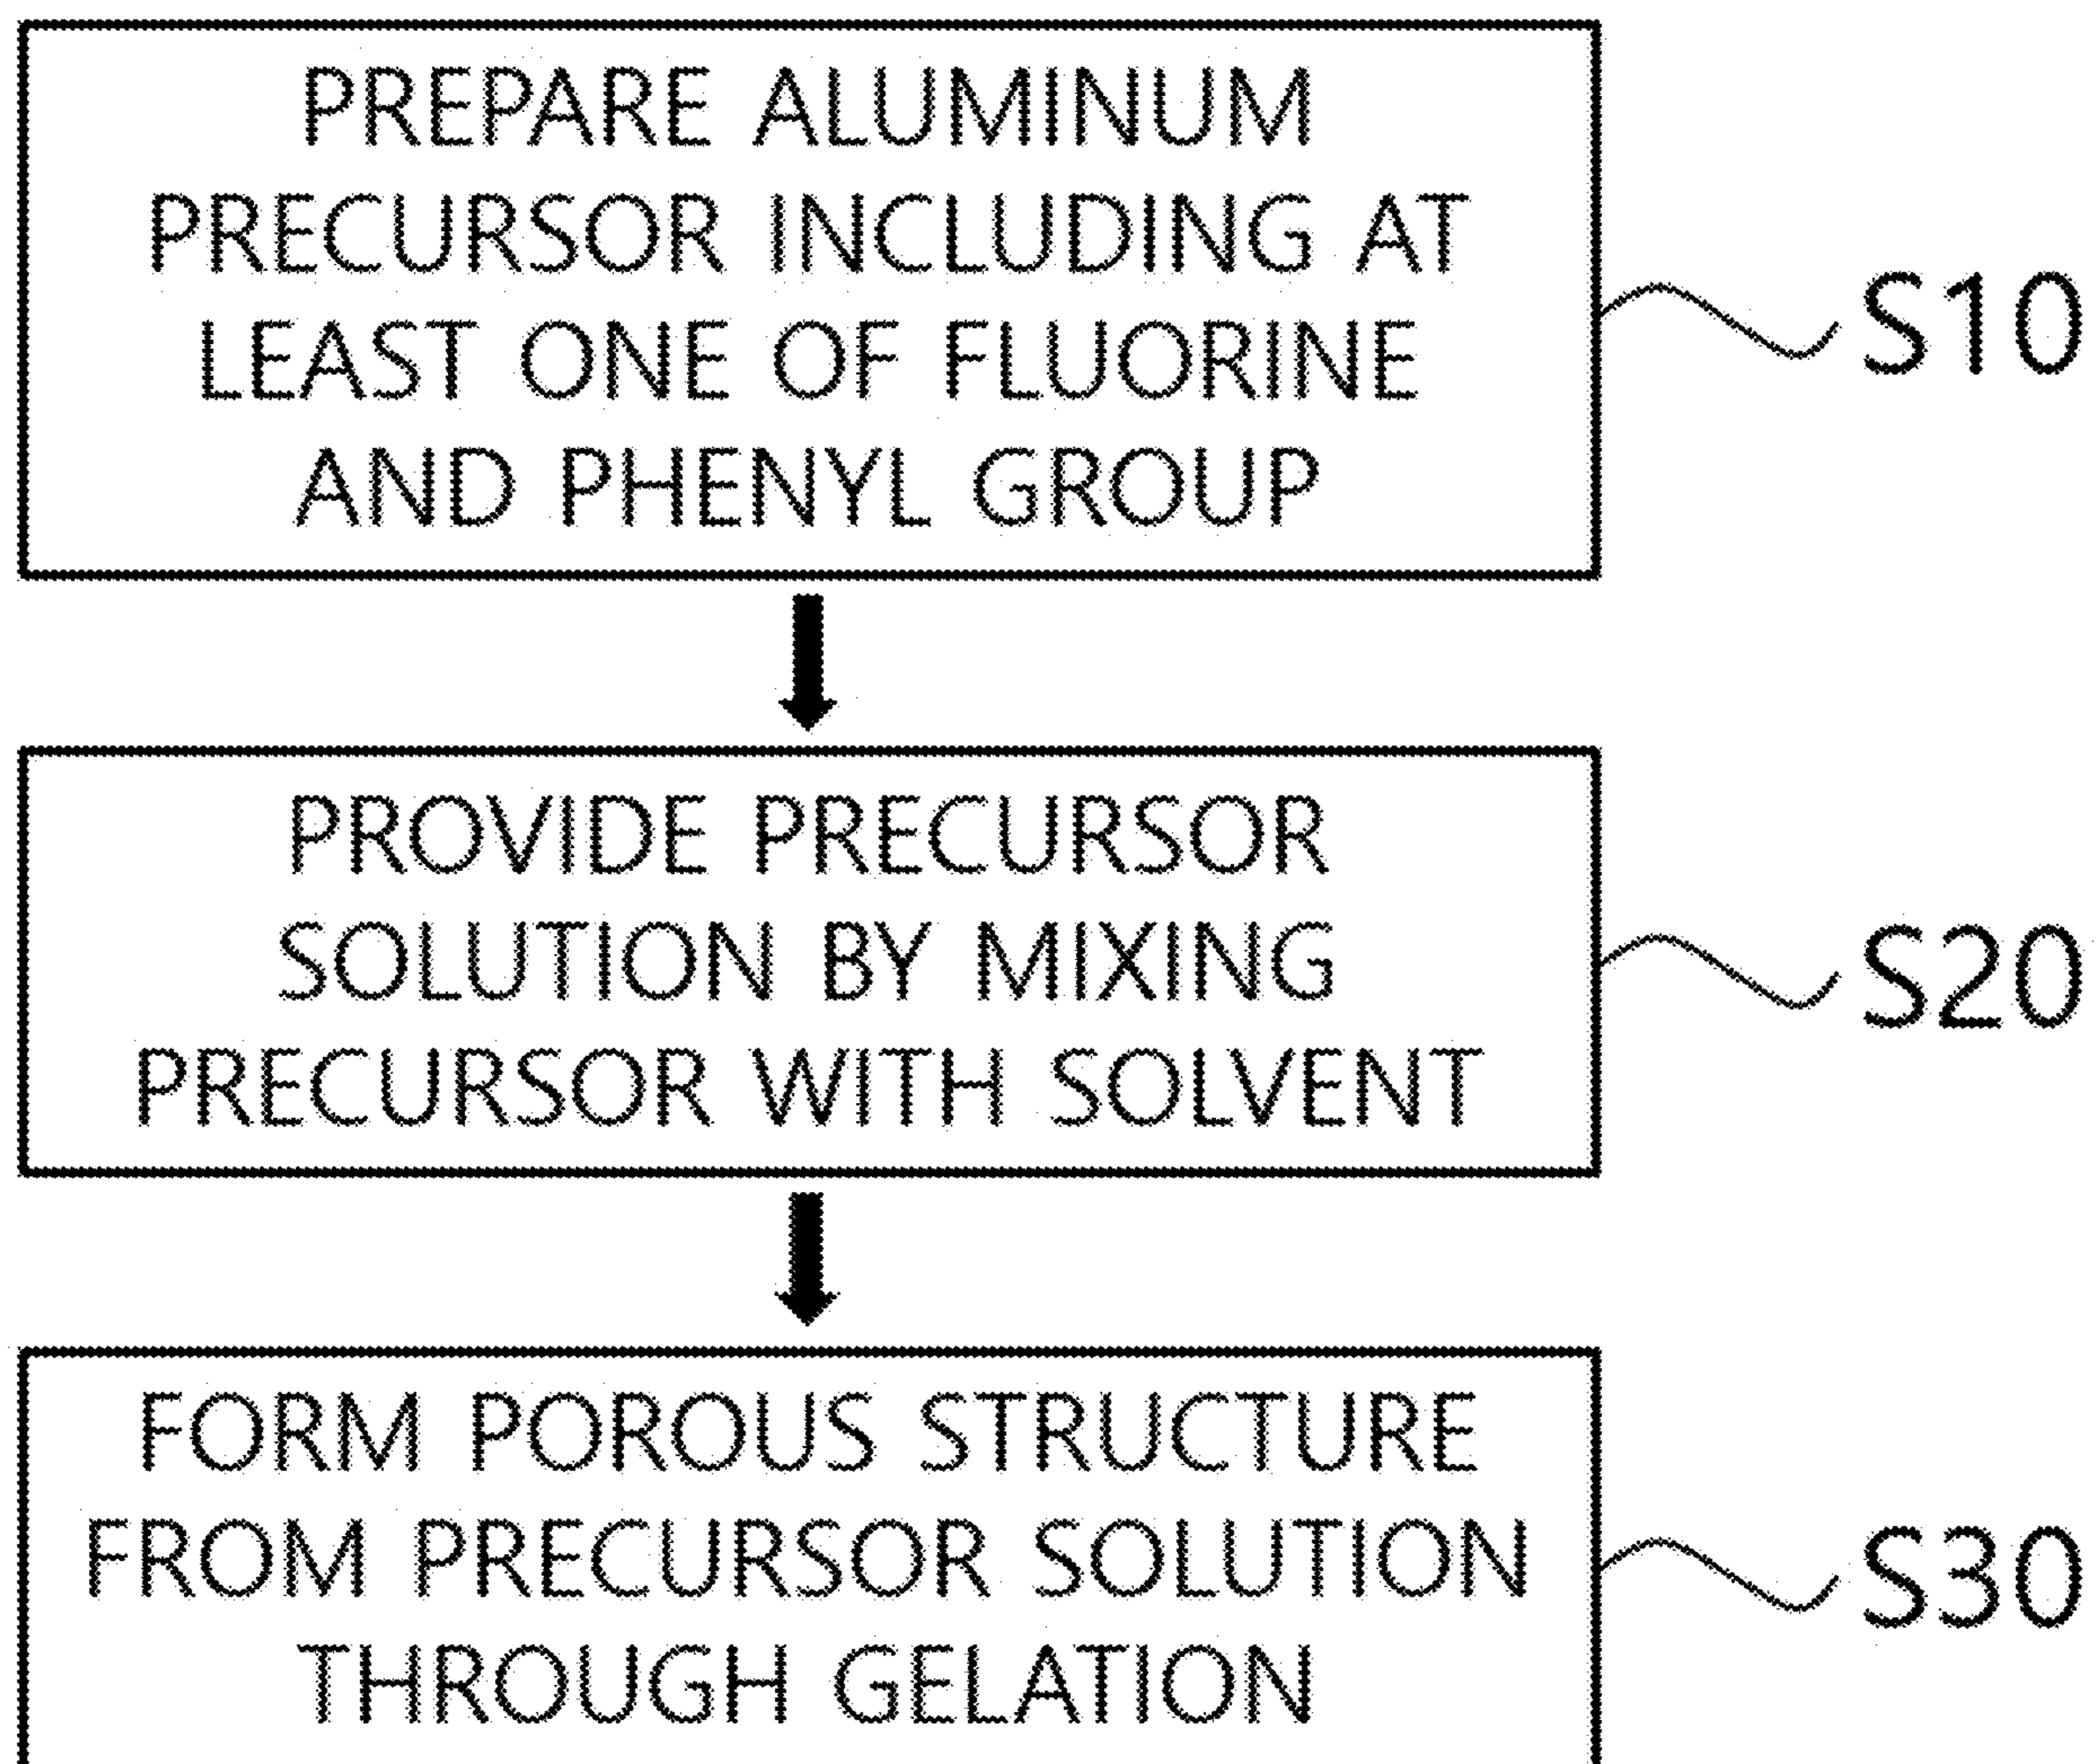 PREPARE ALUMINUM
PRECURSOR INCLUDING AT
LEAST ONE OF FLUORINE
AND PHENYL GROUP
S10
PROVIDE PRECURSOR
SOLUTION BY MIXING
PRECURSOR WITH SOLVENT
S20
FORM POROUS STRUCTURE
FROM PRECURSOR SOLUTION
THROUGH GELATION
S30